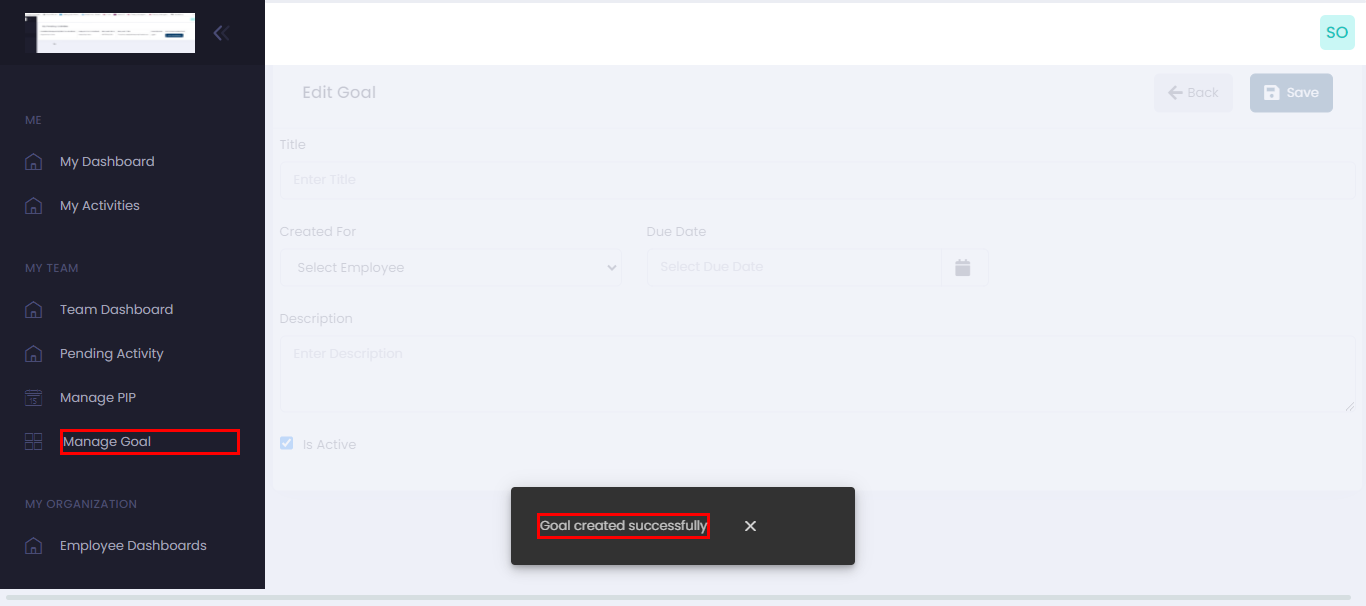 SO
ME
My Dashboard
My Activities
MY TEAM
Team Dashboard
Pending Activity
Manage PIP
15
Manage Goal
MY ORGANIZATION
Employee Dashboards
Edit Goal
Back
Save
Title
Enter Title
Created For
Due Date
Select Employee
Select Due Date
Description
Enter Description
Is Active
Goal created successfully